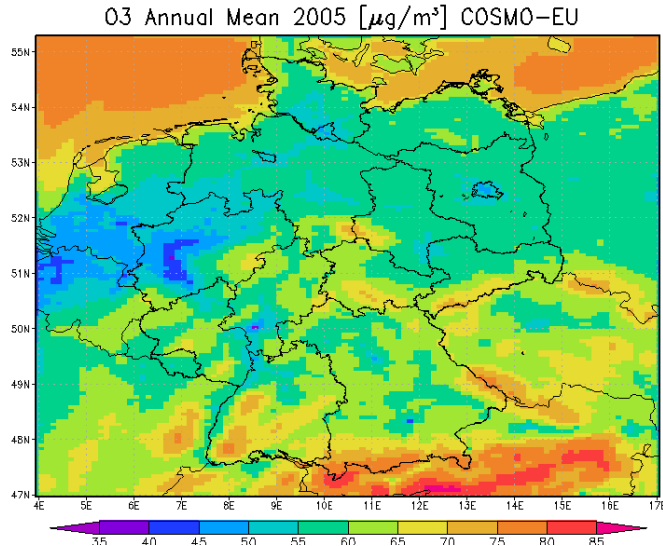 O3 Annual Mean 2005 [µg/m³] COSMO-EU
55N
54N
53N
52N
51N
50N
49N
48N
47N
4E 5E 6E 7E 8E 9E 10E 11E 12E 13E 14E 15E 16E 17E
35 40 45 50 55 60 65 70 75 80 85